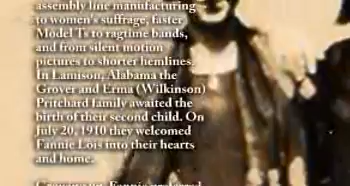 assembly line manufacturing
to women's suffrage, faster
Model Ts to ragtime bands,
and from silent motion
pictures to shorter hemlines.
In Lamison, Alabama the
Grover and Erma (Wilkinson)
Pritchard family awaited the
birth of their second child. On
July 20, 1910 they welcomed
Fannie Lois into their hearts
and home.